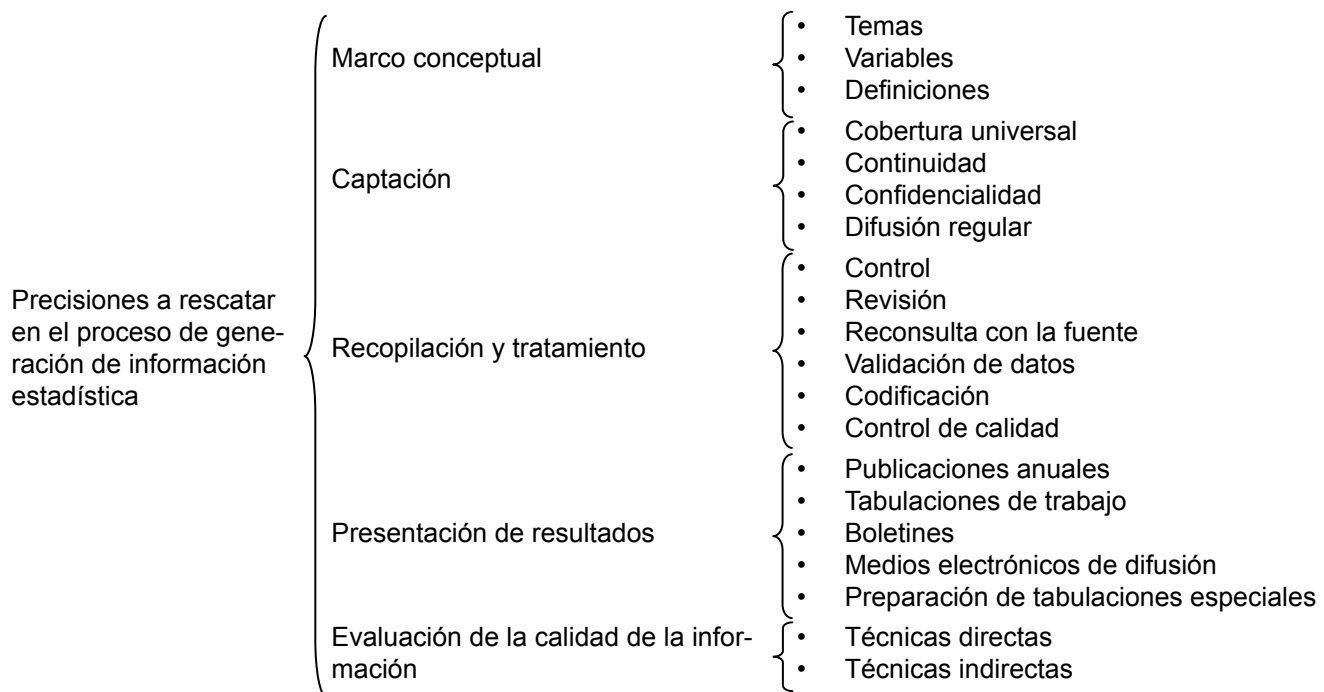 Precisiones a rescatar
en el proceso de gene-
ración de información
estadística
Marco conceptual
• Temas
• Variables
• Definiciones
Captación
• Cobertura universal
• Continuidad
• Confidencialidad
• Difusión regular
Recopilación y tratamiento
• Control
• Revisión
• Reconsulta con la fuente
• Validación de datos
• Codificación
• Control de calidad
Presentación de resultados
• Publicaciones anuales
• Tabulaciones de trabajo
• Boletines
• Medios electrónicos de difusión
• Preparación de tabulaciones especiales
Evaluación de la calidad de la infor-
mación
• Técnicas directas
• Técnicas indirectas